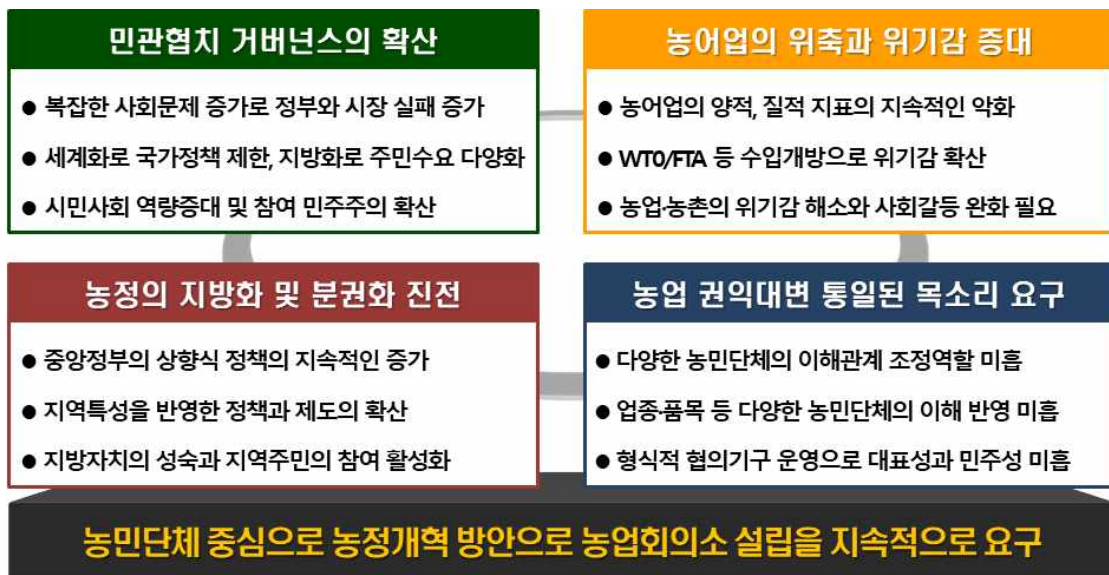 민관협치 거버넌스의 확산
● 복잡한 사회문제 증가로 정부와 시장 실패 증가
● 세계화로 국가정책 제한, 지방화로 주민수요 다양화
● 시민사회 역량증대 및 참여 민주주의 확산
농어업의 위축과 위기감 증대
● 농어업의 양적, 질적 지표의 지속적인 악화
● WTO/FTA 등 수입개방으로 위기감 확산
● 농업·농촌의 위기감 해소와 사회갈등 완화 필요
농정의 지방화 및 분권화 진전
● 중앙정부의 상향식 정책의 지속적인 증가
● 지역특성을 반영한 정책과 제도의 확산
● 지방자치의 성숙과 지역주민의 참여 활성화
농업 권익대변 통일된 목소리 요구
● 다양한 농민단체의 이해관계 조정역할 미흡
● 업종·품목 등 다양한 농민단체의 이해 반영 미흡
● 형식적 협의기구 운영으로 대표성과 민주성 미흡
농민단체 중심으로 농정개혁 방안으로 농업회의소 설립을 지속적으로 요구